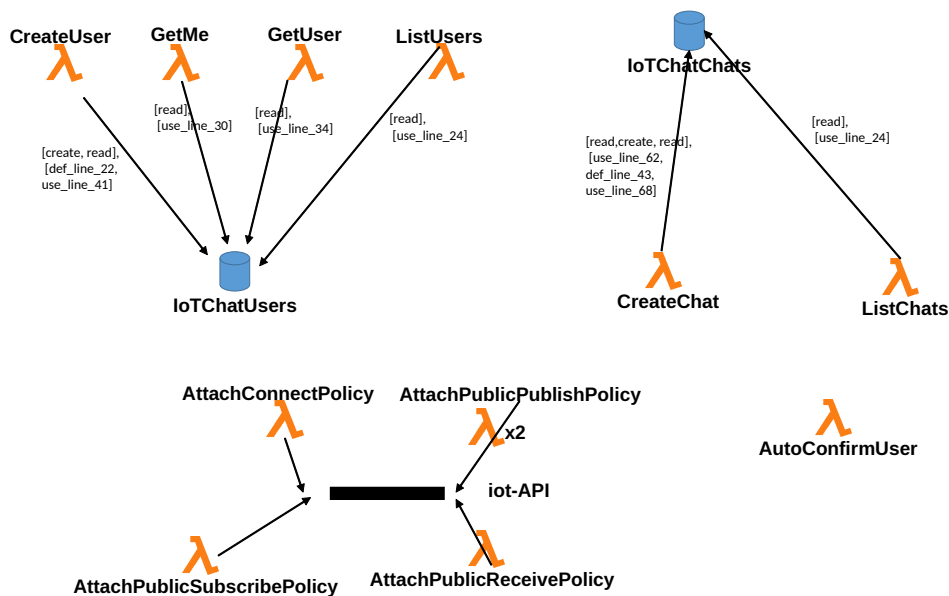 CreateUser
GetMe
GetUser
ListUsers
[create, read],
[def_line_22,
use_line_41]
[read],
[use_line_30]
[read],
[use_line_34]
[read],
[use_line_24]
IoTChatUsers
IoTChatChats
[read,create, read],
[use_line_62,
def_line_43,
use_line_68]
[read],
[use_line_24]
CreateChat
ListChats
AttachConnectPolicy
AttachPublicPublishPolicy
x2
iot-API
AttachPublicSubscribePolicy
AttachPublicReceivePolicy
AutoConfirmUser